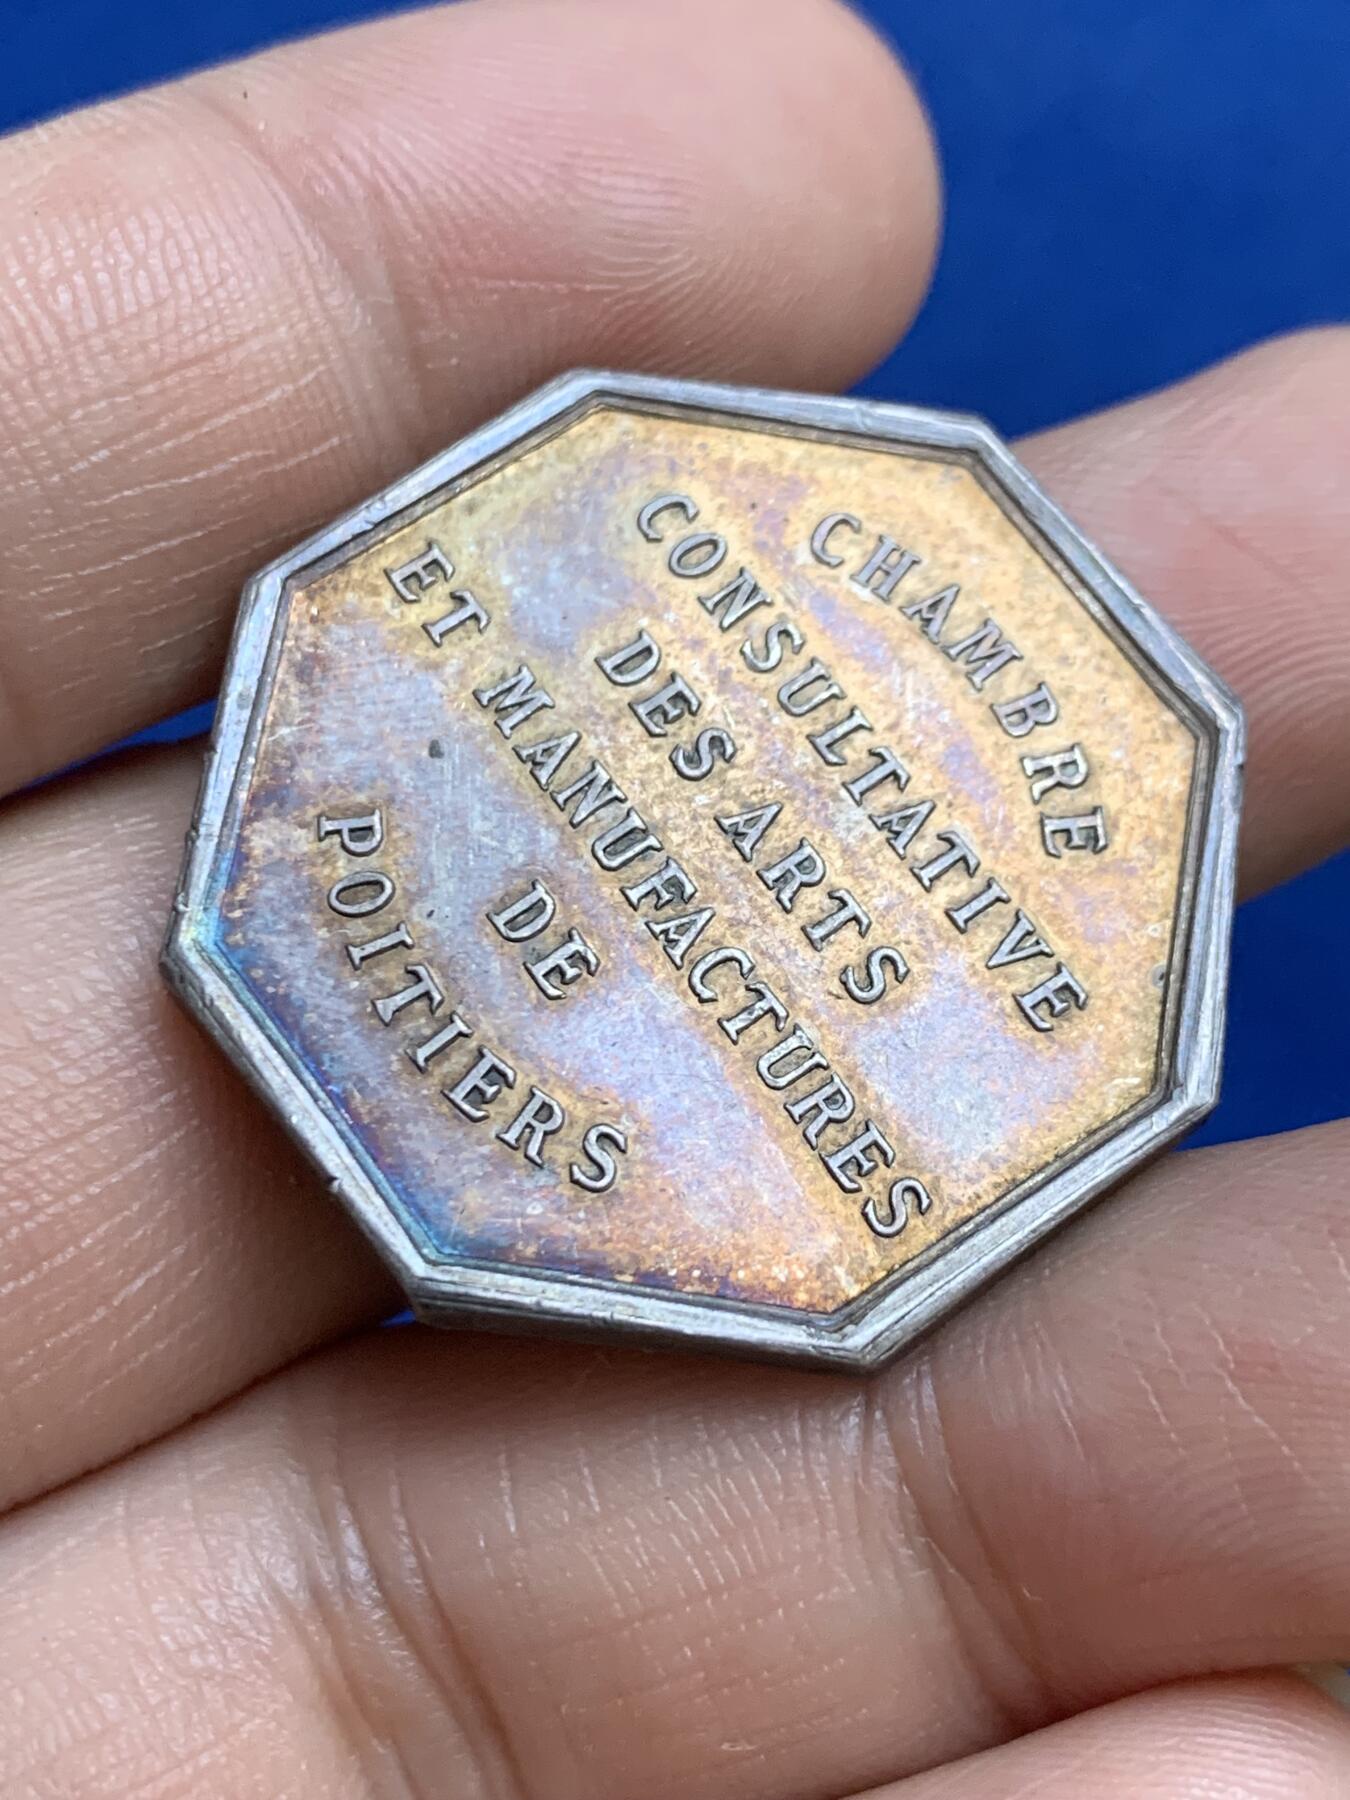 CHAMBRE
CONSULTATIVE
DES ARTS
ET MANUFACTURES
DE
POITIERS